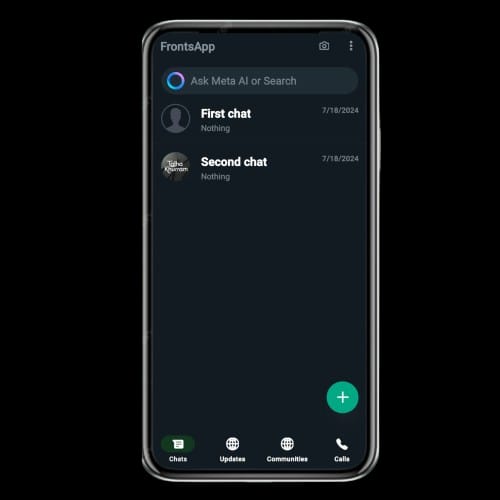 FrontsApp
Ask Meta AI or Search
First chat
7/18/2024
Nothing
Second chat
7/18/2024
Nothing
Talha
Khurram
Chats
Updates
Communities
Calls